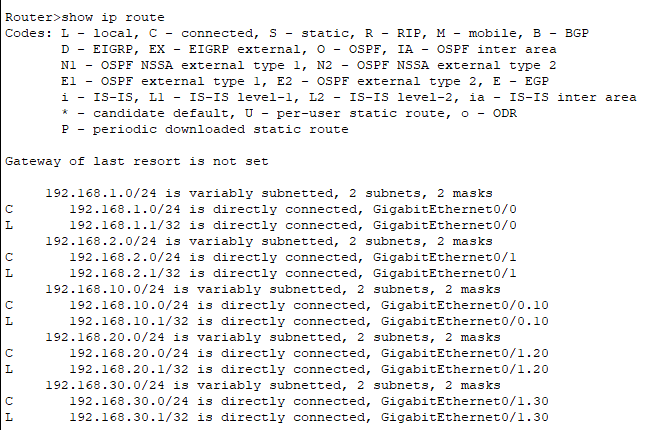 Router>show ip route
Codes: L - local, C - connected, S - static, R - RIP, M - mobile, B - BGP
       D - EIGRP, EX - EIGRP external, O - OSPF, IA - OSPF inter area
       N1 - OSPF NSSA external type 1, N2 - OSPF NSSA external type 2
       E1 - OSPF external type 1, E2 - OSPF external type 2, E - EGP
       i - IS-IS, L1 - IS-IS level-1, L2 - IS-IS level-2, ia - IS-IS inter area
       * - candidate default, U - per-user static route, o - ODR
       P - periodic downloaded static route

Gateway of last resort is not set

     192.168.1.0/24 is variably subnetted, 2 subnets, 2 masks
C       192.168.1.0/24 is directly connected, GigabitEthernet0/0
L       192.168.1.1/32 is directly connected, GigabitEthernet0/0
     192.168.2.0/24 is variably subnetted, 2 subnets, 2 masks
C       192.168.2.0/24 is directly connected, GigabitEthernet0/1
L       192.168.2.1/32 is directly connected, GigabitEthernet0/1
     192.168.10.0/24 is variably subnetted, 2 subnets, 2 masks
C       192.168.10.0/24 is directly connected, GigabitEthernet0/0.10
L       192.168.10.1/32 is directly connected, GigabitEthernet0/0.10
     192.168.20.0/24 is variably subnetted, 2 subnets, 2 masks
C       192.168.20.0/24 is directly connected, GigabitEthernet0/1.20
L       192.168.20.1/32 is directly connected, GigabitEthernet0/1.20
     192.168.30.0/24 is variably subnetted, 2 subnets, 2 masks
C       192.168.30.0/24 is directly connected, GigabitEthernet0/1.30
L       192.168.30.1/32 is directly connected, GigabitEthernet0/1.30